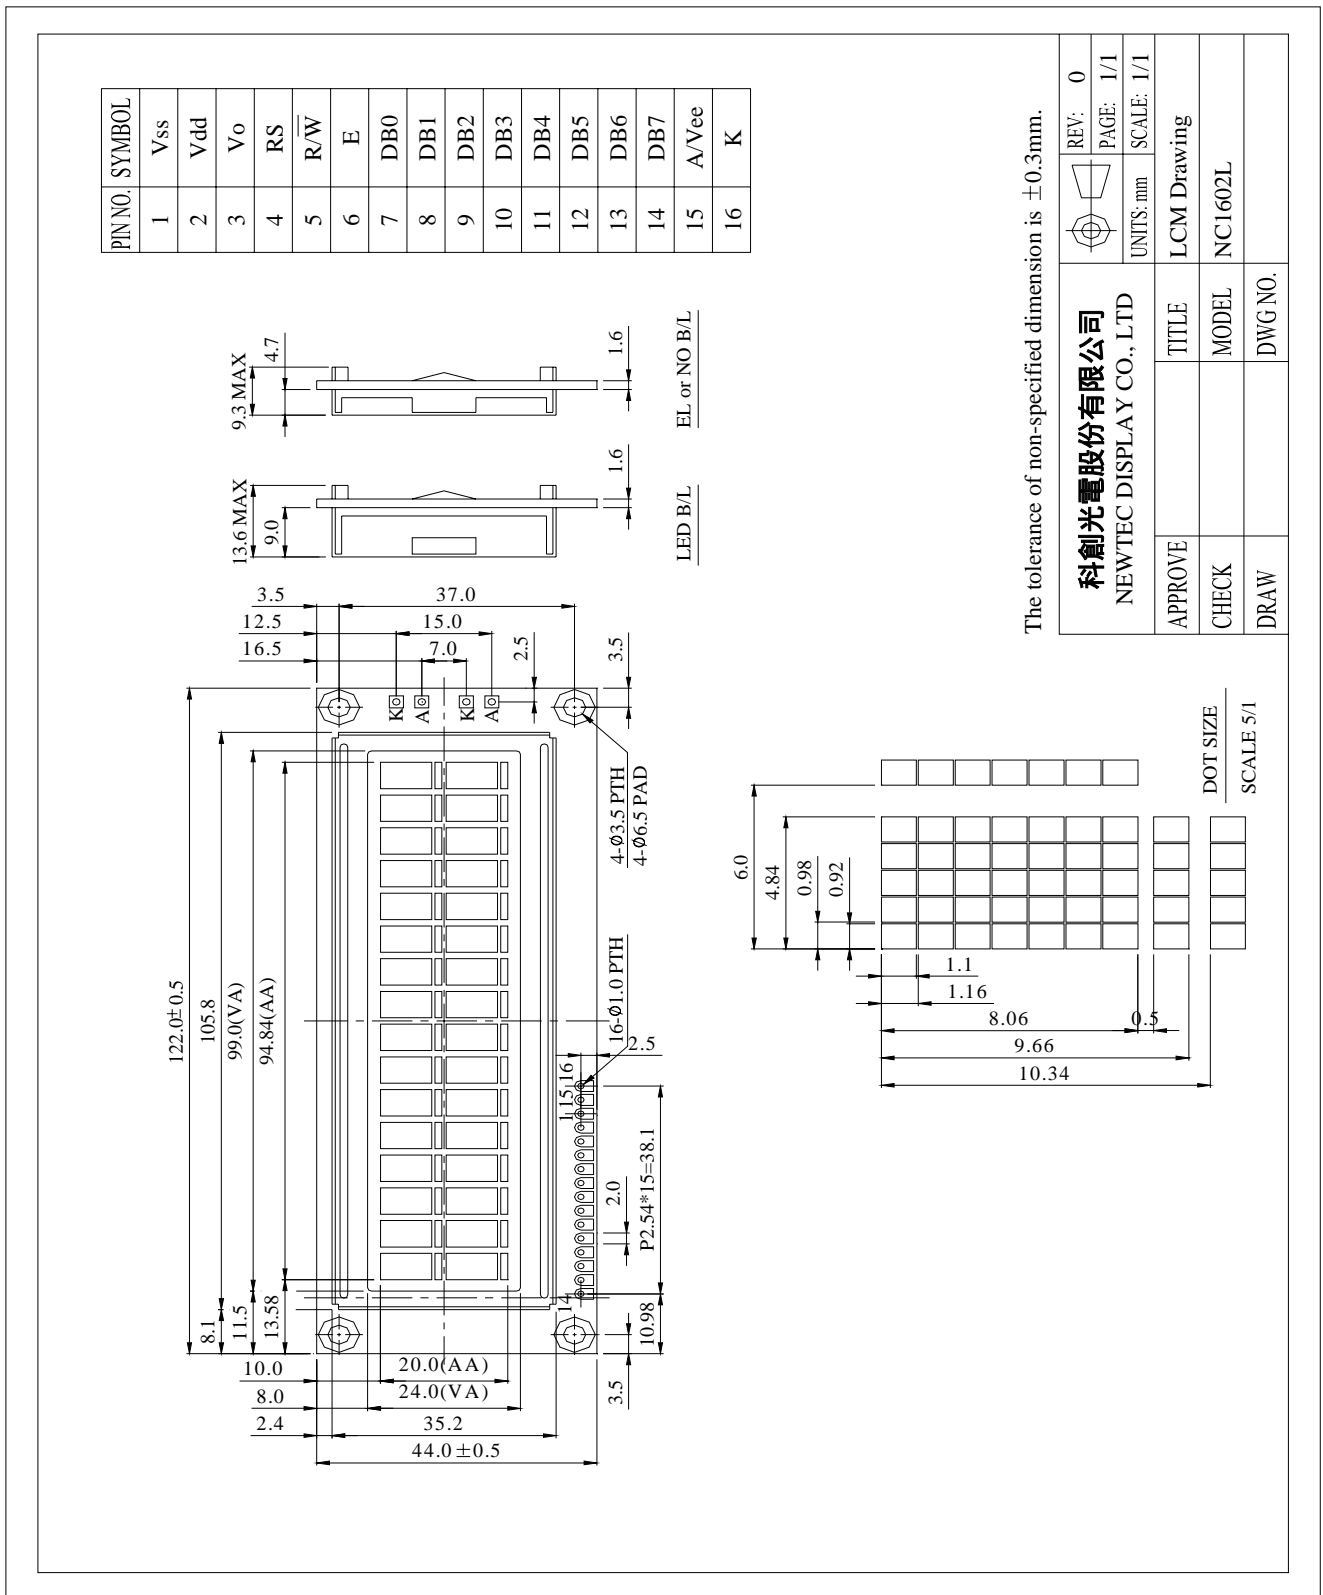 PIN NO. SYMBOL
1 Vss
2 Vdd
3 Vo
4 RS
5 R/W
6 E
7 DB0
8 DB1
9 DB2
10 DB3
11 DB4
12 DB5
13 DB6
14 DB7
15 A/Vee
16 K
9.3 MAX
4.7
1.6
EL or NO B/L
13.6 MAX
9.0
1.6
LED B/L
3.5
37.0
12.5
15.0
16.5
7.0
2.5
3.5
K
A
K
A
122.0±0.5
105.8
99.0(VA)
94.84(AA)
8.1
11.5
13.58
10.0
20.0(AA)
8.0
24.0(VA)
2.4
35.2
44.0±0.5
4-Ø3.5 PTH
4-Ø6.5 PAD
16-Ø1.0 PTH
2.5
16
15
1
14
2.0
P2.54*15=38.1
10.98
3.5
6.0
4.84
0.98
0.92
1.1
1.16
8.06
0.5
9.66
10.34
DOT SIZE
SCALE 5/1
The tolerance of non-specified dimension is ±0.3mm.
科創光電股份有限公司
NEWTEC DISPLAY CO., LTD
REV: 0
PAGE: 1/1
UNITS: mm
SCALE: 1/1
APPROVE
TITLE
LCM Drawing
CHECK
MODEL
NC1602L
DRAW
DWG NO.